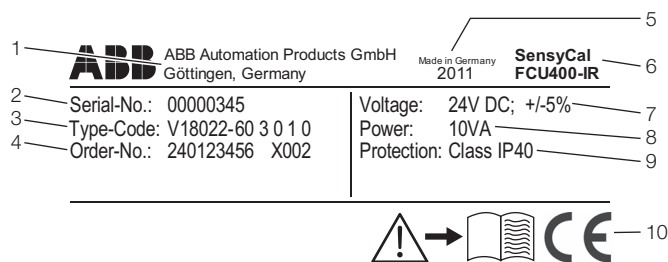 5
1
ABB
ABB Automation Products GmbH
Göttingen, Germany
Made in Germany
2011
SensyCal
FCU400-IR
6
2
Serial-No.: 00000345
Voltage: 24V DC; +/-5%
7
3
Type-Code: V18022-60 3 0 1 0
Power: 10VA
8
4
Order-No.: 240123456 X002
Protection: Class IP40
9
CE
10